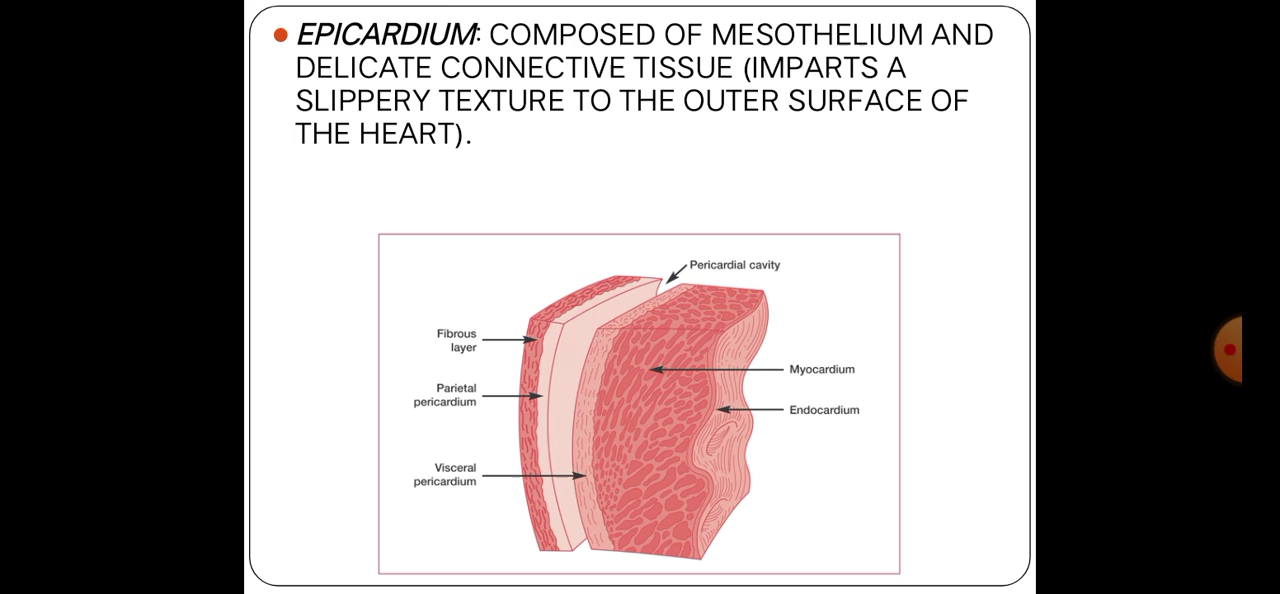 EPICARDIUM: COMPOSED OF MESOTHELIUM AND
DELICATE CONNECTIVE TISSUE (IMPARTS A
SLIPPERY TEXTURE TO THE OUTER SURFACE OF
THE HEART).
Pericardial cavity
Fibrous
layer
Myocardium
Parietal
pericardium
Endocardium
Visceral
pericardium